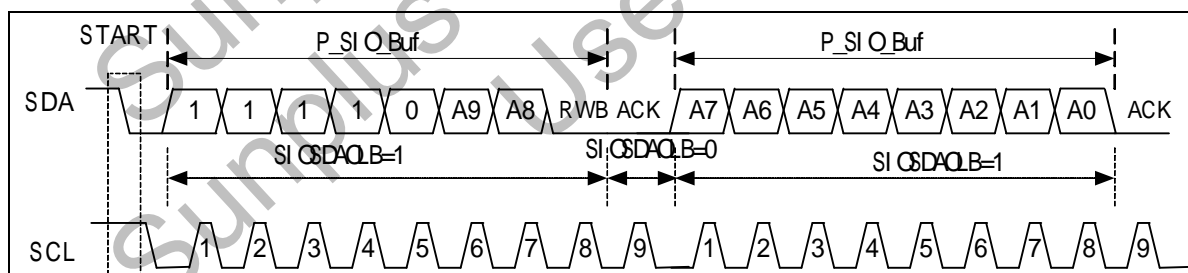 START
P_SIO_Buf
P_SIO_Buf
SDA
1 1 1 1 0 A9 A8 RWB ACK A7 A6 A5 A4 A3 A2 A1 A0 ACK
SIOSDAOLB=1
SIOSDAOLB=0
SIOSDAOLB=1
SCL
1 2 3 4 5 6 7 8 9 1 2 3 4 5 6 7 8 9
Sunplus
Use